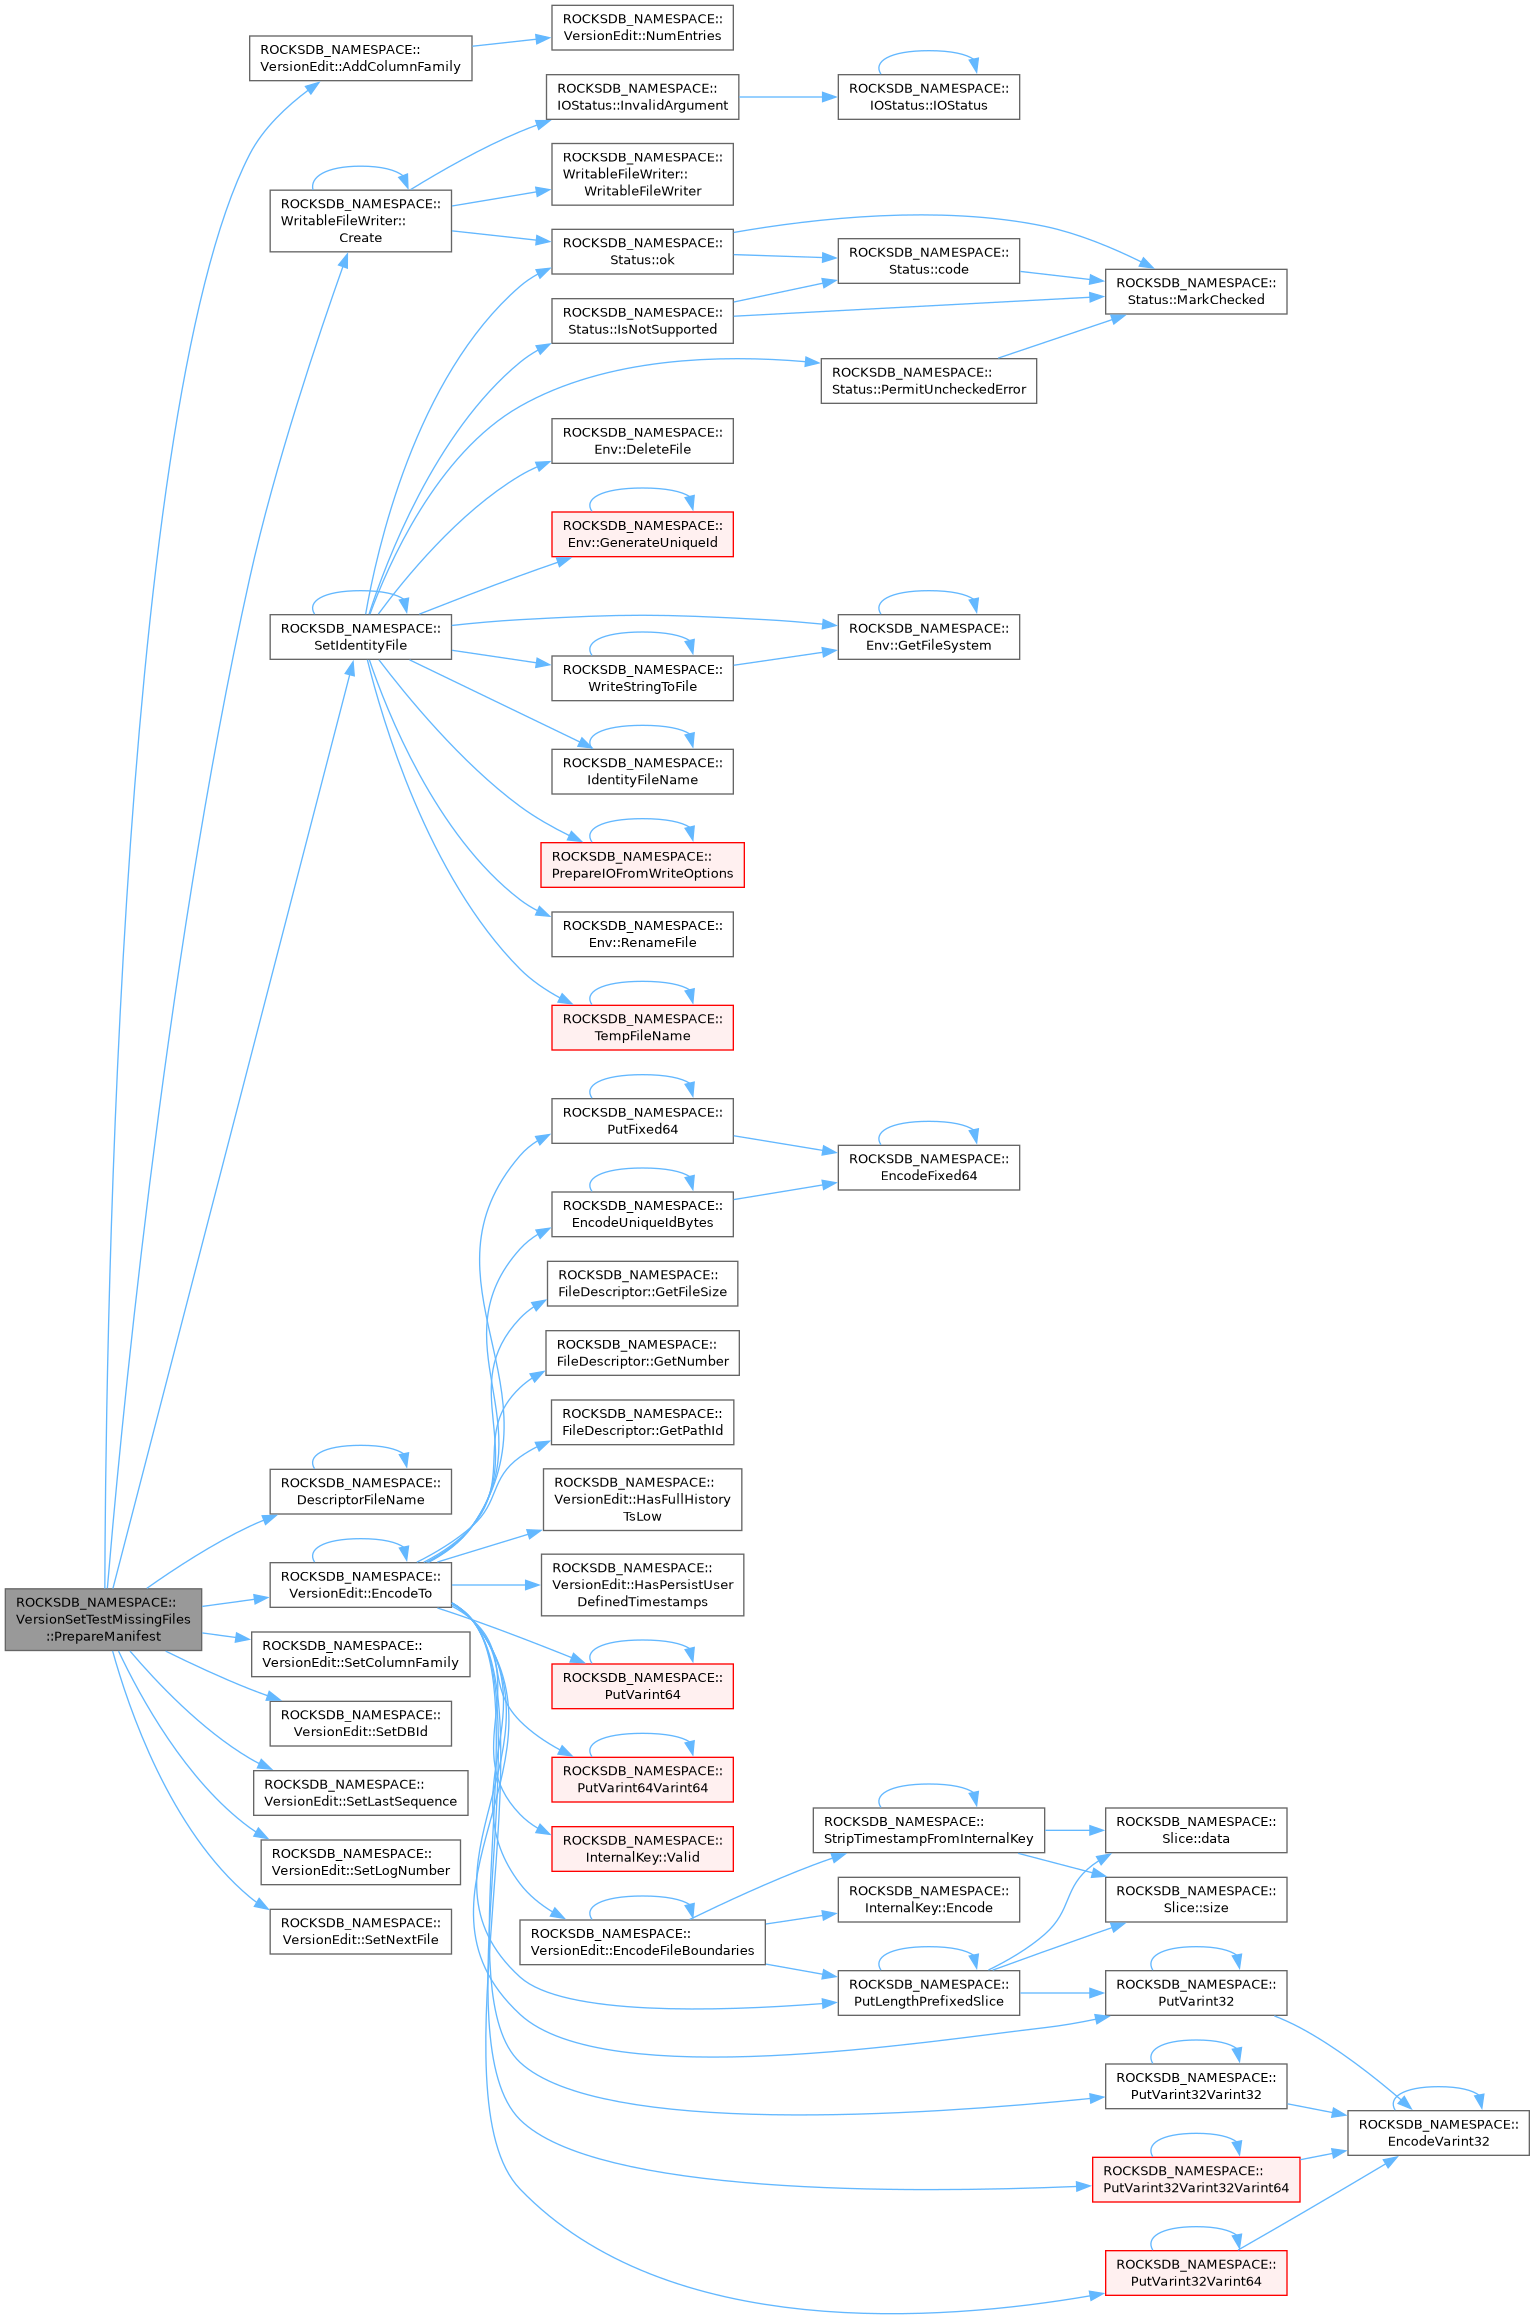 ROCKSDB_NAMESPACE::
VersionEdit::NumEntries
ROCKSDB_NAMESPACE::
VersionEdit::AddColumnFamily
ROCKSDB_NAMESPACE::
IOStatus::InvalidArgument
ROCKSDB_NAMESPACE::
IOStatus::IOStatus
ROCKSDB_NAMESPACE::
WritableFileWriter::
WritableFileWriter
ROCKSDB_NAMESPACE::
WritableFileWriter::
Create
ROCKSDB_NAMESPACE::
Status::ok
ROCKSDB_NAMESPACE::
Status::code
ROCKSDB_NAMESPACE::
Status::MarkChecked
ROCKSDB_NAMESPACE::
Status::IsNotSupported
ROCKSDB_NAMESPACE::
Status::PermitUncheckedError
ROCKSDB_NAMESPACE::
Env::DeleteFile
ROCKSDB_NAMESPACE::
Env::GenerateUniqueId
ROCKSDB_NAMESPACE::
SetIdentityFile
ROCKSDB_NAMESPACE::
Env::GetFileSystem
ROCKSDB_NAMESPACE::
WriteStringToFile
ROCKSDB_NAMESPACE::
IdentityFileName
ROCKSDB_NAMESPACE::
PrepareIOFromWriteOptions
ROCKSDB_NAMESPACE::
Env::RenameFile
ROCKSDB_NAMESPACE::
TempFileName
ROCKSDB_NAMESPACE::
PutFixed64
ROCKSDB_NAMESPACE::
EncodeFixed64
ROCKSDB_NAMESPACE::
EncodeUniqueIdBytes
ROCKSDB_NAMESPACE::
FileDescriptor::GetFileSize
ROCKSDB_NAMESPACE::
FileDescriptor::GetNumber
ROCKSDB_NAMESPACE::
FileDescriptor::GetPathId
ROCKSDB_NAMESPACE::
DescriptorFileName
ROCKSDB_NAMESPACE::
VersionEdit::HasFullHistory
TsLow
ROCKSDB_NAMESPACE::
VersionEdit::EncodeTo
ROCKSDB_NAMESPACE::
VersionEdit::HasPersistUser
DefinedTimestamps
ROCKSDB_NAMESPACE::
VersionSetTestMissingFiles
::PrepareManifest
ROCKSDB_NAMESPACE::
VersionEdit::SetColumnFamily
ROCKSDB_NAMESPACE::
PutVarint64
ROCKSDB_NAMESPACE::
VersionEdit::SetDBId
ROCKSDB_NAMESPACE::
PutVarint64Varint64
ROCKSDB_NAMESPACE::
VersionEdit::SetLastSequence
ROCKSDB_NAMESPACE::
InternalKey::Valid
ROCKSDB_NAMESPACE::
StripTimestampFromInternalKey
ROCKSDB_NAMESPACE::
Slice::data
ROCKSDB_NAMESPACE::
VersionEdit::SetLogNumber
ROCKSDB_NAMESPACE::
InternalKey::Encode
ROCKSDB_NAMESPACE::
Slice::size
ROCKSDB_NAMESPACE::
VersionEdit::SetNextFile
ROCKSDB_NAMESPACE::
VersionEdit::EncodeFileBoundaries
ROCKSDB_NAMESPACE::
PutLengthPrefixedSlice
ROCKSDB_NAMESPACE::
PutVarint32
ROCKSDB_NAMESPACE::
PutVarint32Varint32
ROCKSDB_NAMESPACE::
EncodeVarint32
ROCKSDB_NAMESPACE::
PutVarint32Varint32Varint64
ROCKSDB_NAMESPACE::
PutVarint32Varint64